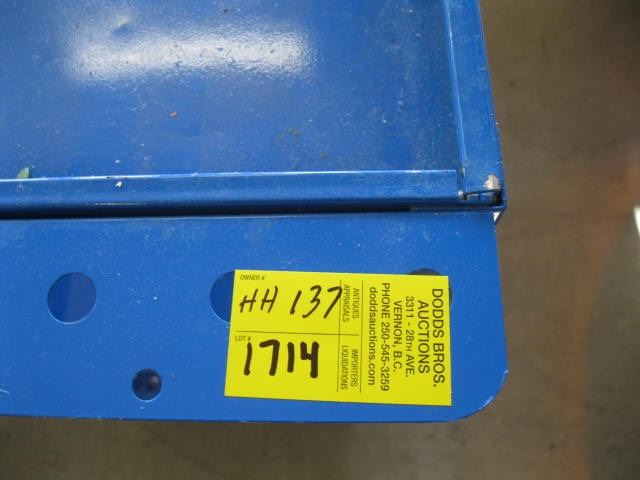 OWNER #
HH 137
LOT #
1714
ANTIQUES
APPRAISALS
IMPORTERS
LIQUIDATIONS
DODDS BROS.
AUCTIONS
3311 - 28TH AVE.
VERNON, B.C.
PHONE 250-545-3259
doddsauctions.com